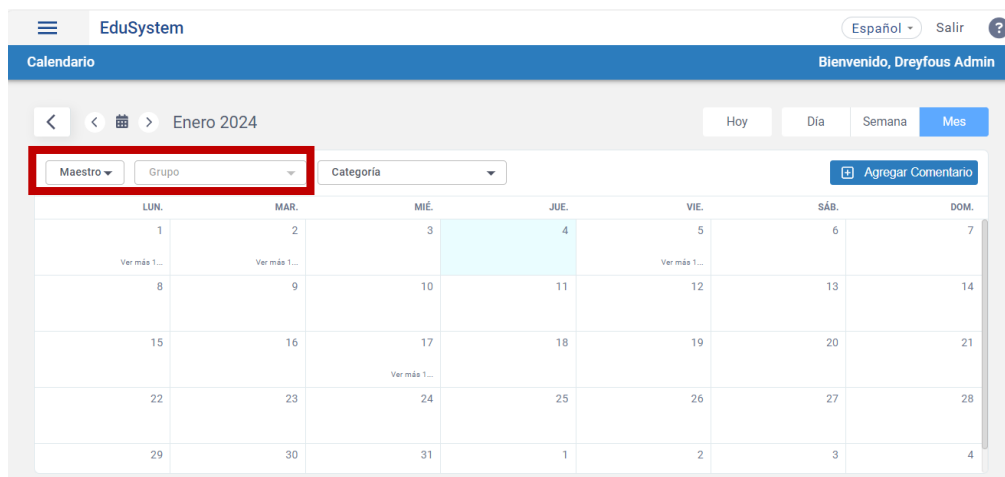 EduSystem Español Salir ?
Calendario Bienvenido, Dreyfous Admin
Enero 2024 Hoy Día Semana Mes
Maestro Grupo Categoría Agregar Comentario
LUN. MAR. MIÉ. JUE. VIE. SÁB. DOM.
1 2 3 4 5 6 7
Ver más 1... Ver más 1... Ver más 1...
8 9 10 11 12 13 14
15 16 17 18 19 20 21
Ver más 1...
22 23 24 25 26 27 28
29 30 31 1 2 3 4